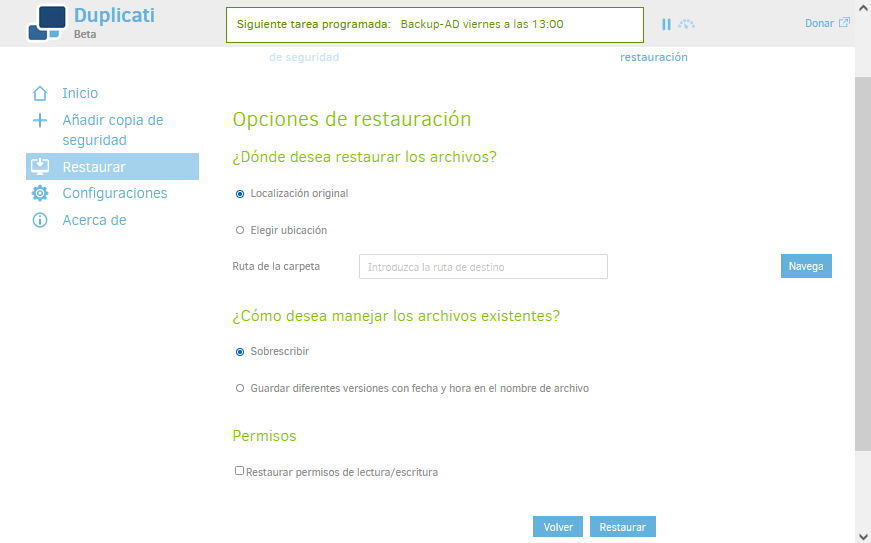 Duplicati
Beta
Siguiente tarea programada: Backup-AD viernes a las 13:00
Donar
de seguridad
restauración
Inicio
Añadir copia de
seguridad
Restaurar
Configuraciones
Acerca de
Opciones de restauración
¿Dónde desea restaurar los archivos?
Localización original
Elegir ubicación
Ruta de la carpeta
Introduzca la ruta de destino
Navega
¿Cómo desea manejar los archivos existentes?
Sobrescribir
Guardar diferentes versiones con fecha y hora en el nombre de archivo
Permisos
Restaurar permisos de lectura/escritura
Volver
Restaurar